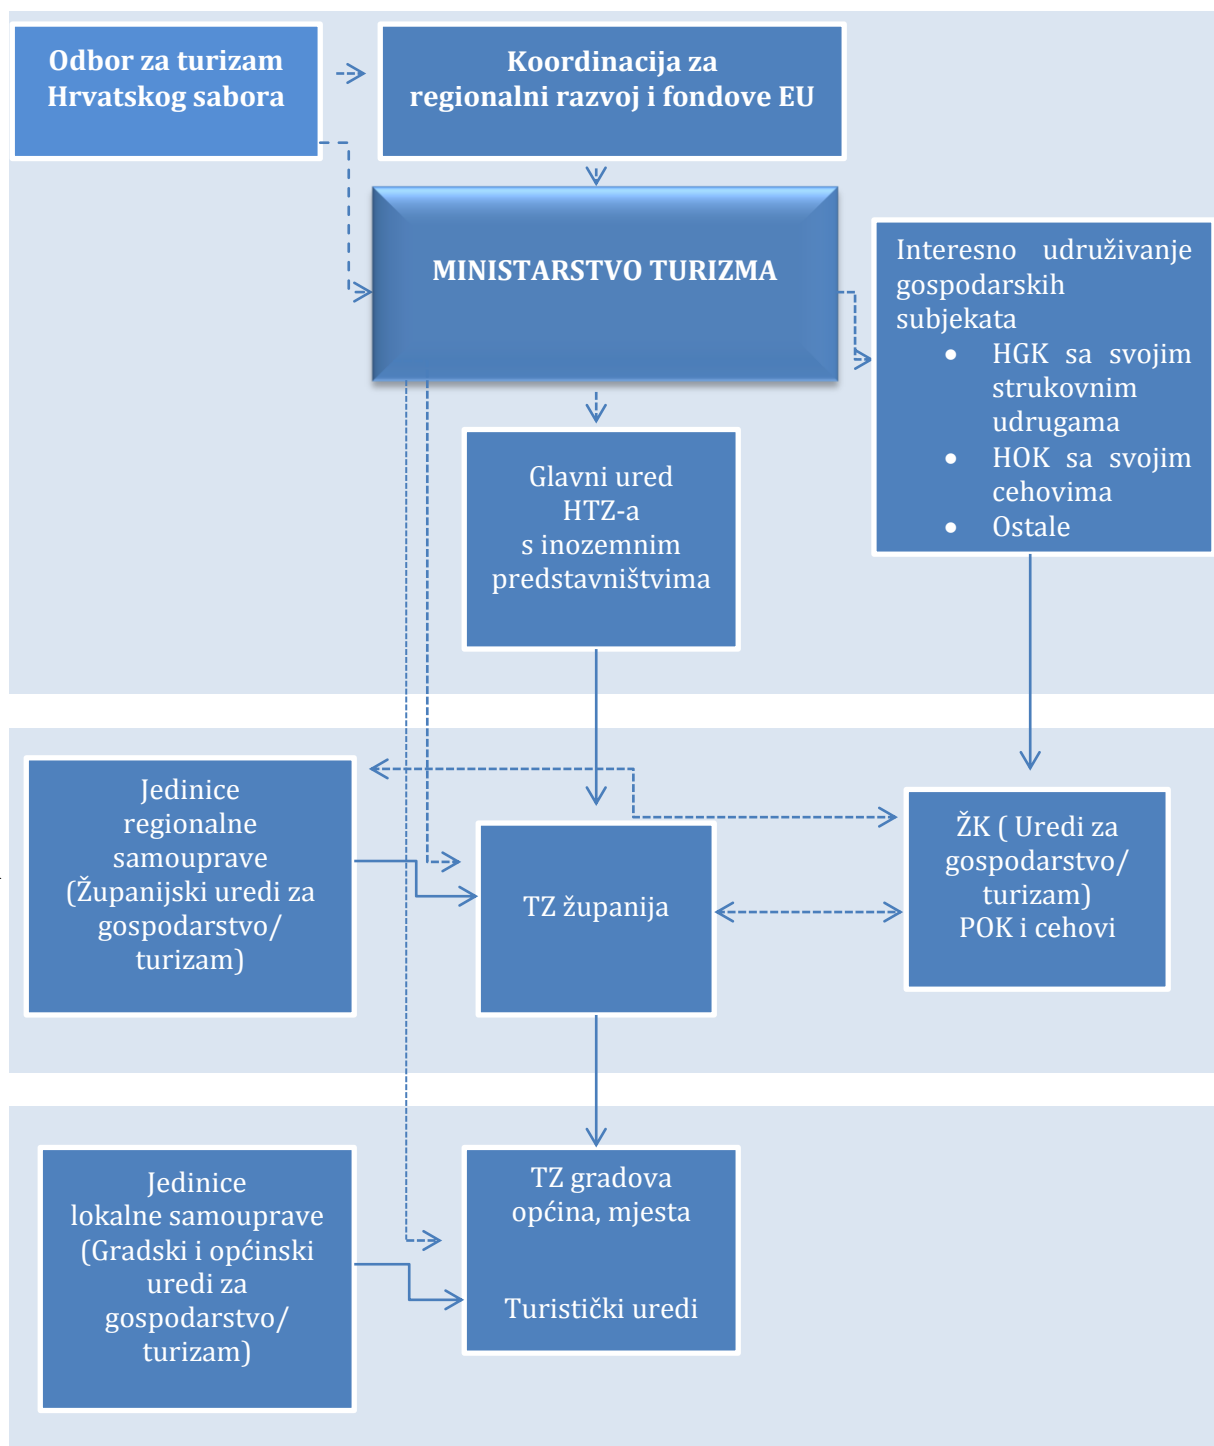 Odbor za turizam
Hrvatskog sabora
Koordinacija za
regionalni razvoj i fondove EU
MINISTARSTVO TURIZMA
Interesno udruživanje
gospodarskih
subjekata
• HGK sa svojim
strukovnim
udrugama
• HOK sa svojim
cehovima
• Ostale
Glavni ured
HTZ-a
s inozemnim
predstavništvima
Jedinice
regionalne
samouprave
(Županijski uredi za
gospodarstvo/
turizam)
TZ županija
ŽK ( Uredi za
gospodarstvo/
turizam)
POK i cehovi
Jedinice
lokalne samouprave
(Gradski i općinski
uredi za
gospodarstvo/
turizam)
TZ gradova
općina, mjesta
Turistički uredi